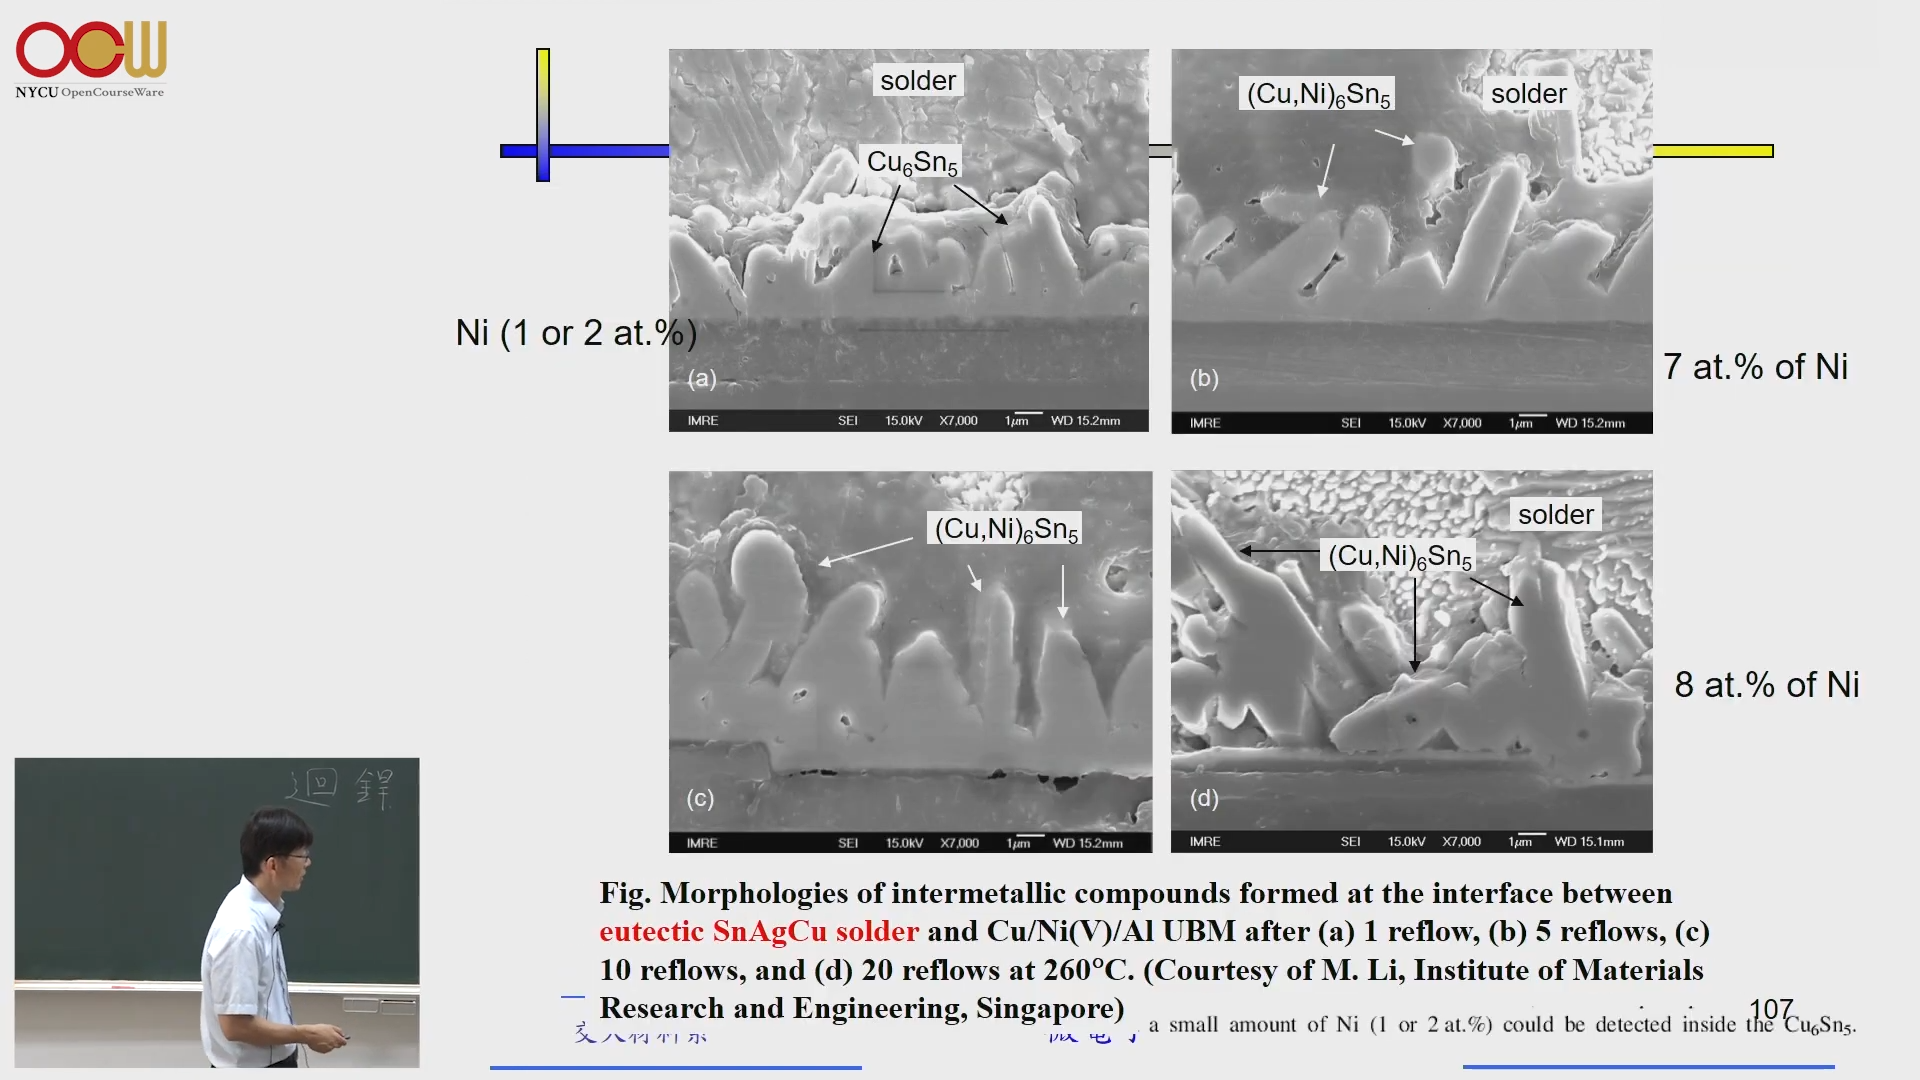 OCW
NYCU OpenCourseWare
solder
Cu6Sn5
Ni (1 or 2 at.%)
(a)
IMRE SEI 15.0kV X7,000 1μm WD 15.2mm
(Cu,Ni)6Sn5
solder
7 at.% of Ni
(b)
IMRE SEI 15.0kV X7,000 1μm WD 15.2mm
(Cu,Ni)6Sn5
(c)
IMRE SEI 15.0kV X7,000 1μm WD 15.2mm
solder
(Cu,Ni)6Sn5
8 at.% of Ni
(d)
IMRE SEI 15.0kV X7,000 1μm WD 15.1mm
迴銲
Fig. Morphologies of intermetallic compounds formed at the interface between
eutectic SnAgCu solder and Cu/Ni(V)/Al UBM after (a) 1 reflow, (b) 5 reflows, (c)
10 reflows, and (d) 20 reflows at 260°C. (Courtesy of M. Li, Institute of Materials
Research and Engineering, Singapore)
107
a small amount of Ni (1 or 2 at.%) could be detected inside the Cu6Sn5.